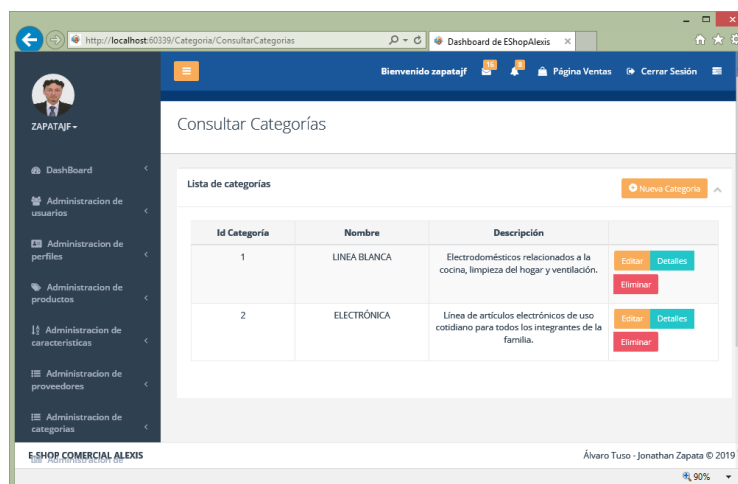 http://localhost:60339/Categoria/ConsultarCategorias
Dashboard de EShopAlexis
ZAPATAJF
Bienvenido zapatajf
16
8
Página Ventas
Cerrar Sesión
Consultar Categorías
DashBoard
Administracion de
usuarios
Administracion de
perfiles
Administracion de
productos
Administracion de
caracteristicas
Administracion de
proveedores
Administracion de
categorias
Administracion de
Lista de categorías
Nueva Categoria
Id Categoría Nombre Descripción
1 LINEA BLANCA Electrodomésticos relacionados a la
cocina, limpieza del hogar y ventilación.
Editar Detalles
Eliminar
2 ELECTRÓNICA Línea de artículos electrónicos de uso
cotidiano para todos los integrantes de la
familia.
Editar Detalles
Eliminar
E-SHOP COMERCIAL ALEXIS
Álvaro Tuso - Jonathan Zapata © 2019
90%